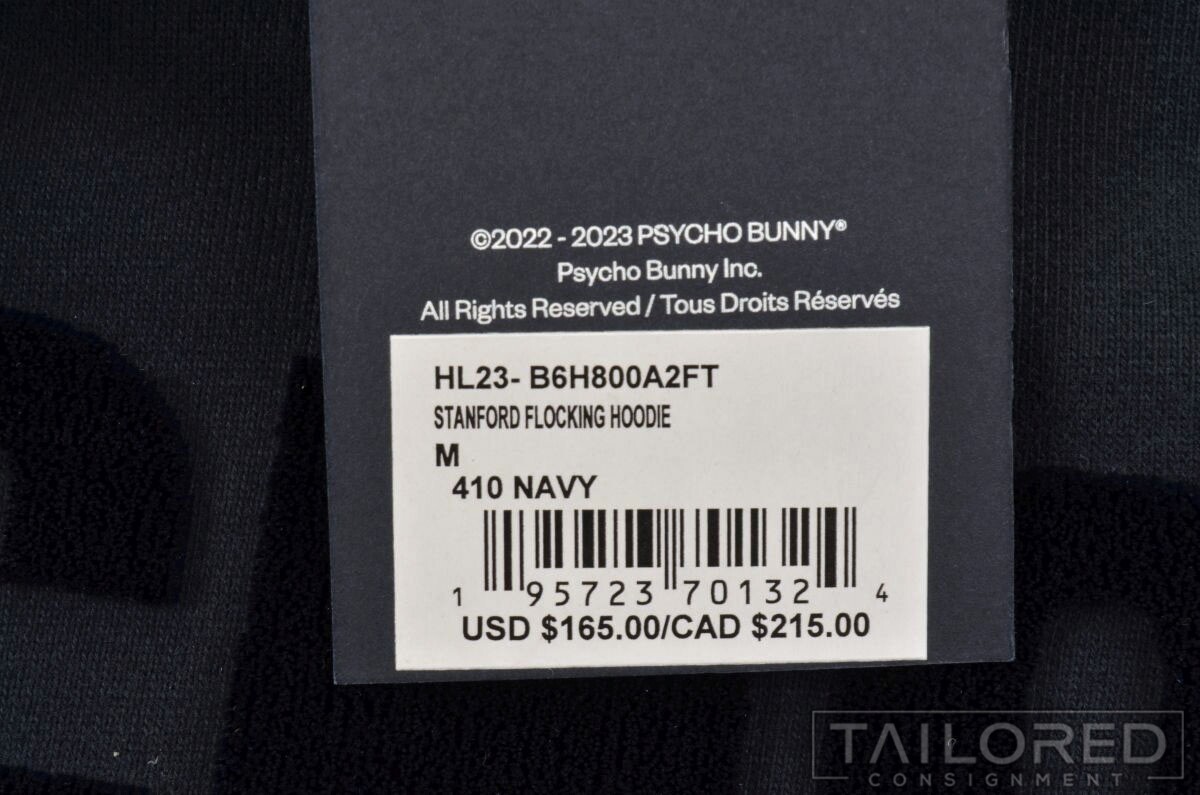 ©2022 - 2023 PSYCHO BUNNY®
Psycho Bunny Inc.
All Rights Reserved / Tous Droits Réservés
HL23- B6H800A2FT
STANFORD FLOCKING HOODIE
M
410 NAVY
1 95723 70132 4
USD $165.00/CAD $215.00
TAILORED
CONSIGNMENT